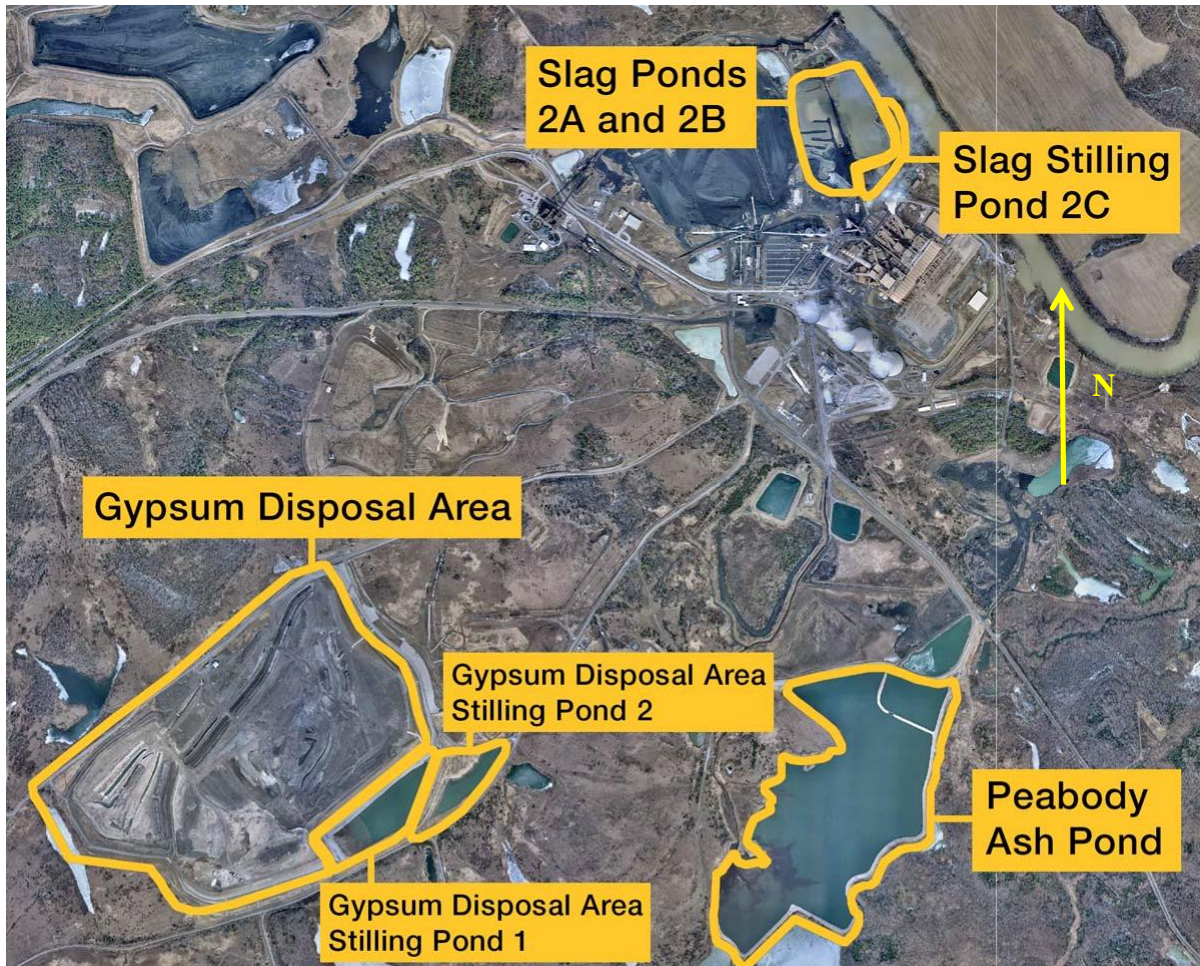 Slag Ponds
2A and 2B
Slag Stilling
Pond 2C
N
Gypsum Disposal Area
Gypsum Disposal Area
Stilling Pond 2
Peabody
Ash Pond
Gypsum Disposal Area
Stilling Pond 1